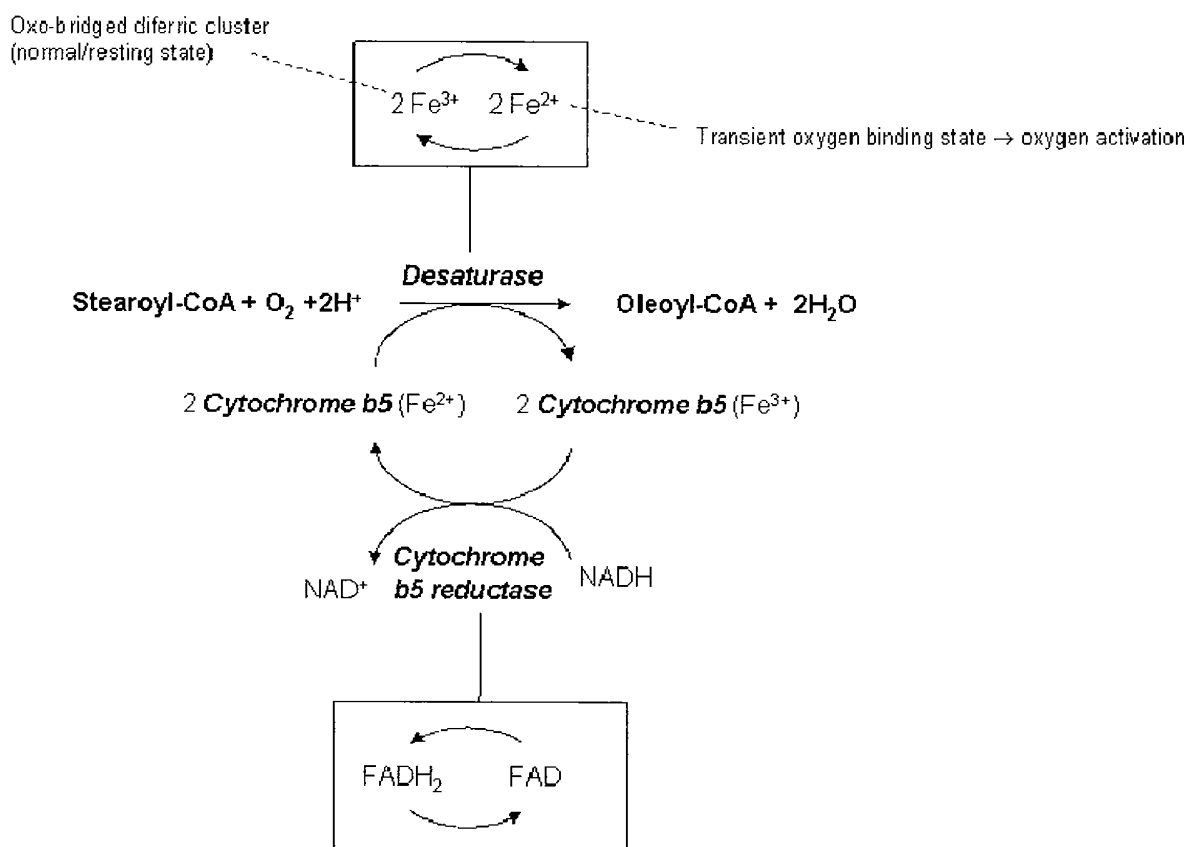 Oxo-bridged diferric cluster
(normal/resting state)
2 Fe³⁺ 2 Fe²⁺
Transient oxygen binding state → oxygen activation
Desaturase
Stearoyl-CoA + O₂ +2H⁺ Oleoyl-CoA + 2H₂O
2 Cytochrome b5 (Fe²⁺) 2 Cytochrome b5 (Fe³⁺)
Cytochrome
b5 reductase
NAD⁺ NADH
FADH₂ FAD